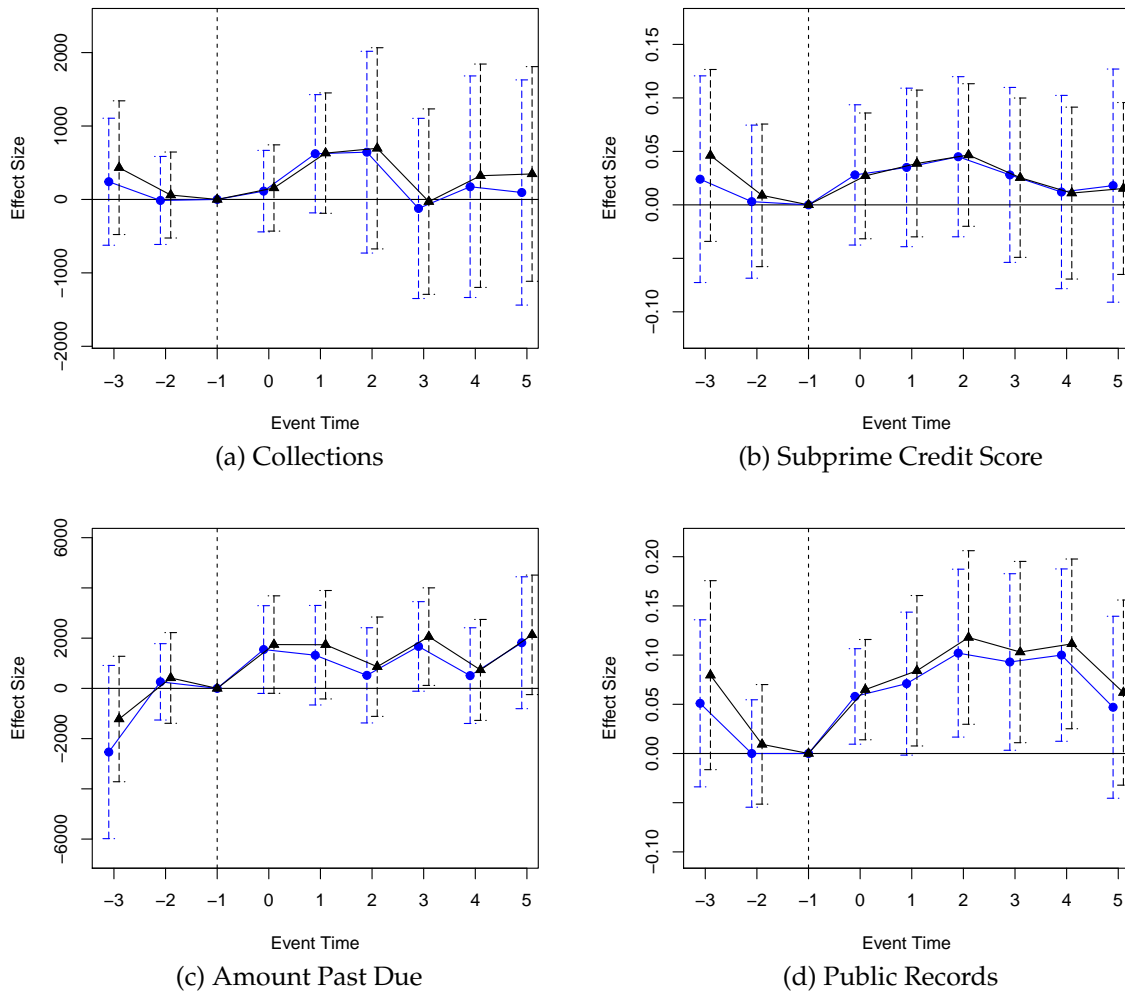 2000
1000
0
−1000
−2000
Effect Size
−3 −2 −1 0 1 2 3 4 5
Event Time
(a) Collections
0.15
0.10
0.05
0.00
−0.10
Effect Size
−3 −2 −1 0 1 2 3 4 5
Event Time
(b) Subprime Credit Score
6000
2000
0
−2000
−6000
Effect Size
−3 −2 −1 0 1 2 3 4 5
Event Time
(c) Amount Past Due
0.20
0.15
0.10
0.05
0.00
−0.10
Effect Size
−3 −2 −1 0 1 2 3 4 5
Event Time
(d) Public Records